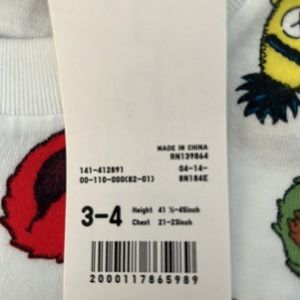 MADE IN CHINA
RN139864
141-412891 04-14-
00-110-000(82-01) RN184E
3-4 Height 41 ½-45inch
Chest 21-23inch
2000117865989